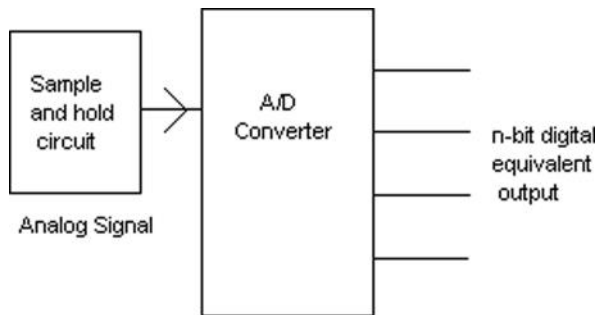 Sample
and hold
circuit
Analog Signal
A/D
Converter
n-bit digital
equivalent
output